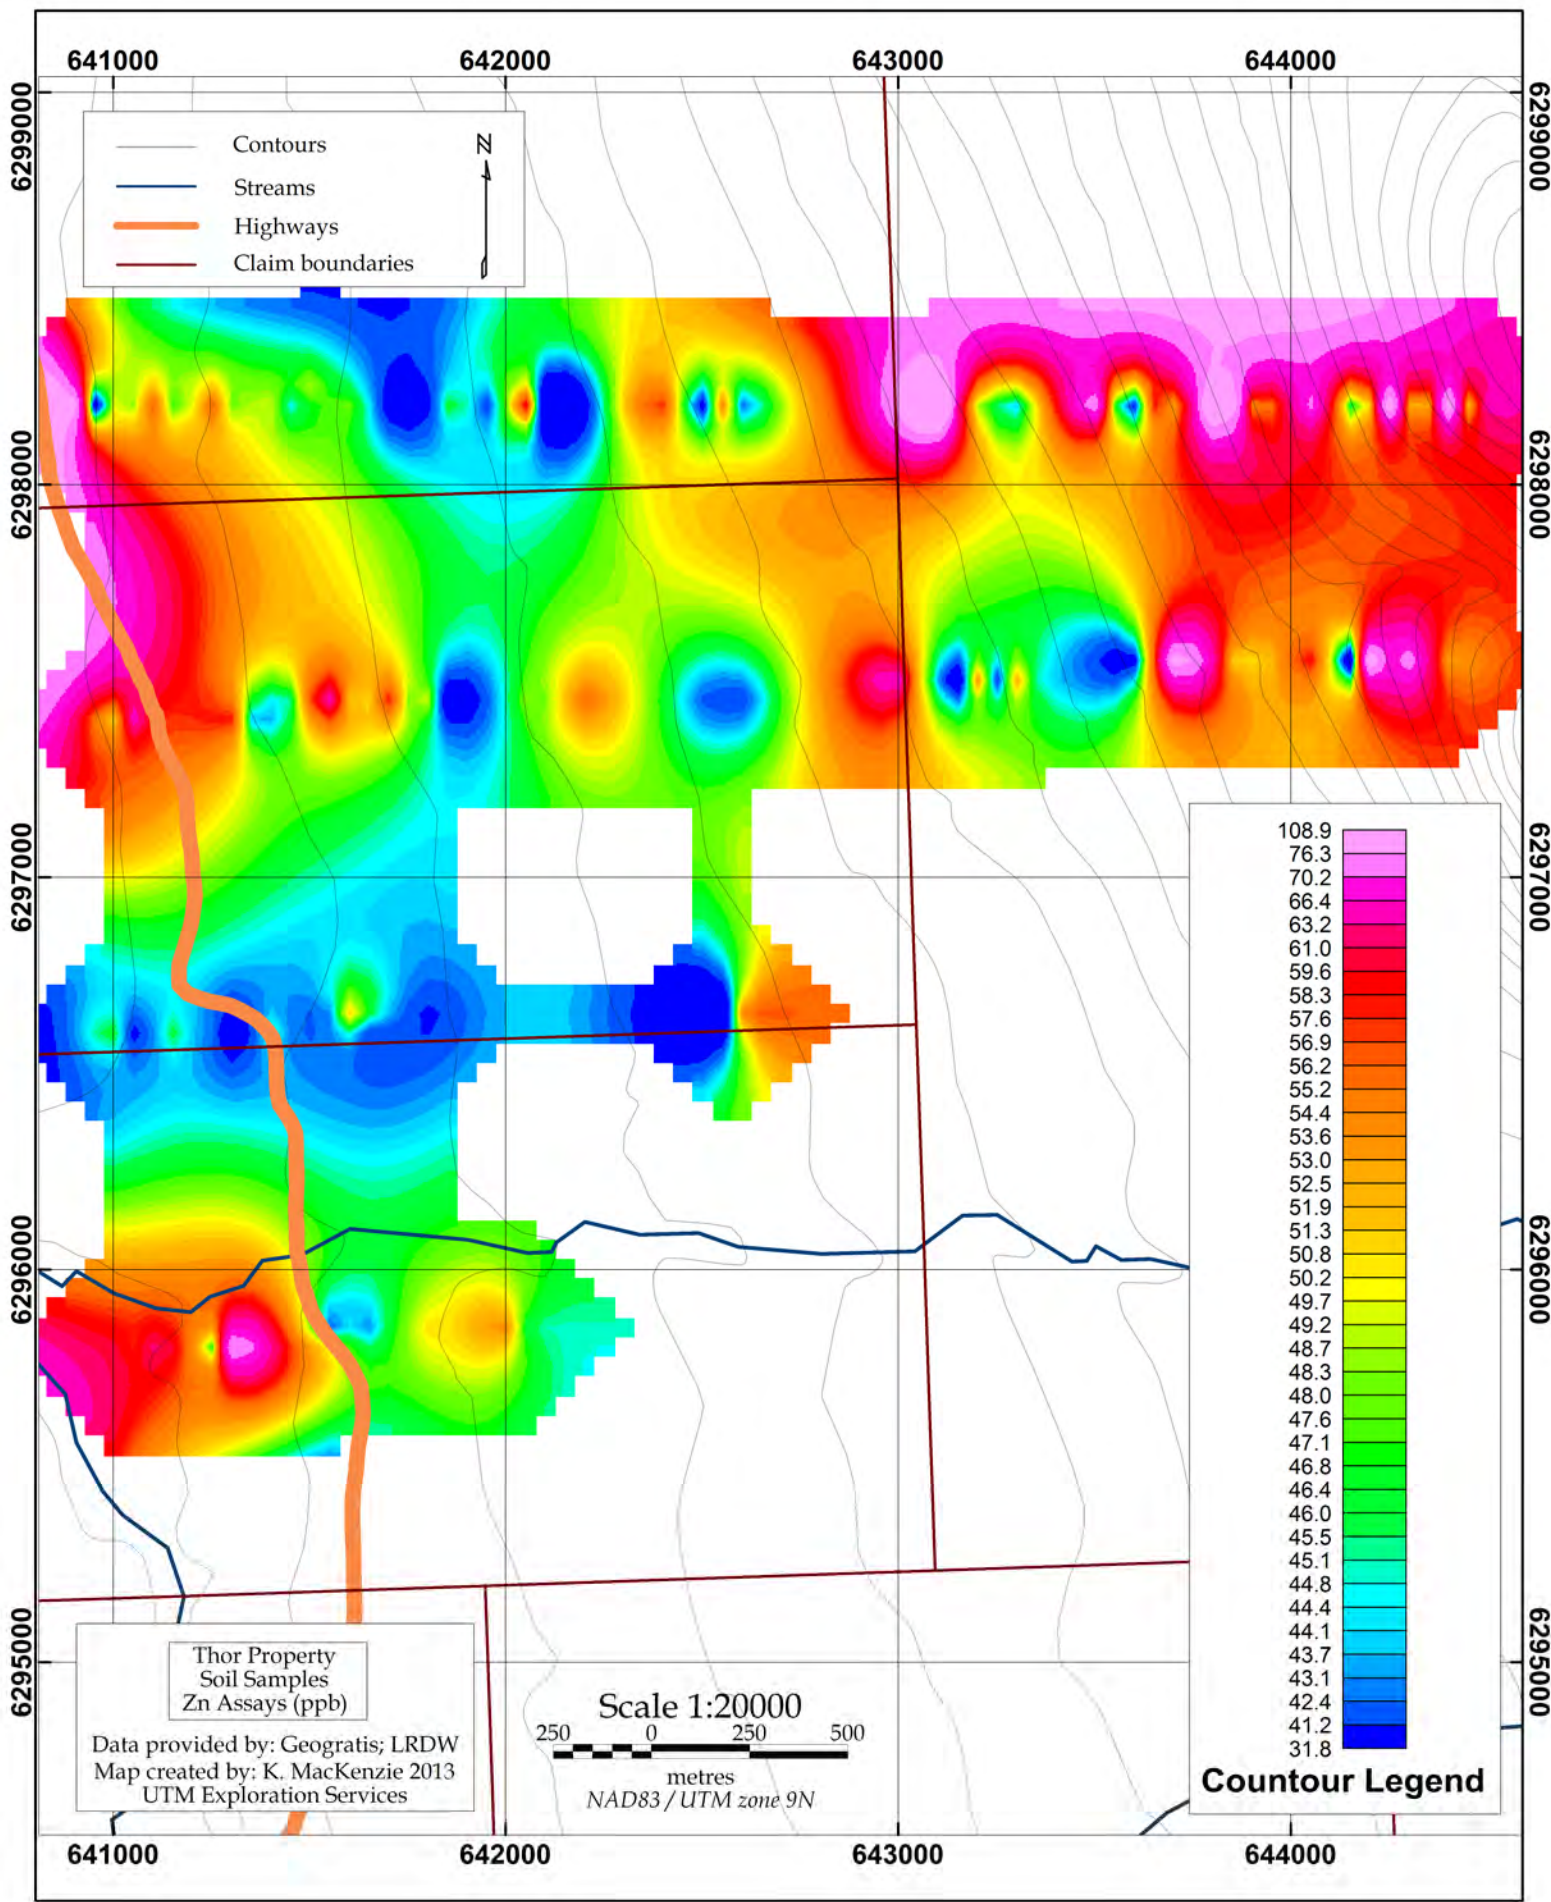 641000 642000 643000 644000
6299000
6299000
Contours
N
Streams
Highways
Claim boundaries
6298000
6298000
6297000
6297000
6296000
6296000
6295000
6295000
108.9
76.3
70.2
66.4
63.2
61.0
59.6
58.3
57.6
56.9
56.2
55.2
54.4
53.6
53.0
52.5
51.9
51.3
50.8
50.2
49.7
49.2
48.7
48.3
48.0
47.6
47.1
46.8
46.4
46.0
45.5
45.1
44.8
44.4
44.1
43.7
43.1
42.4
41.2
31.8
Countour Legend
Thor Property
Soil Samples
Zn Assays (ppb)
Data provided by: Geogratis; LRDW
Map created by: K. MacKenzie 2013
UTM Exploration Services
Scale 1:20000
250 0 250 500
metres
NAD83 / UTM zone 9N
641000 642000 643000 644000